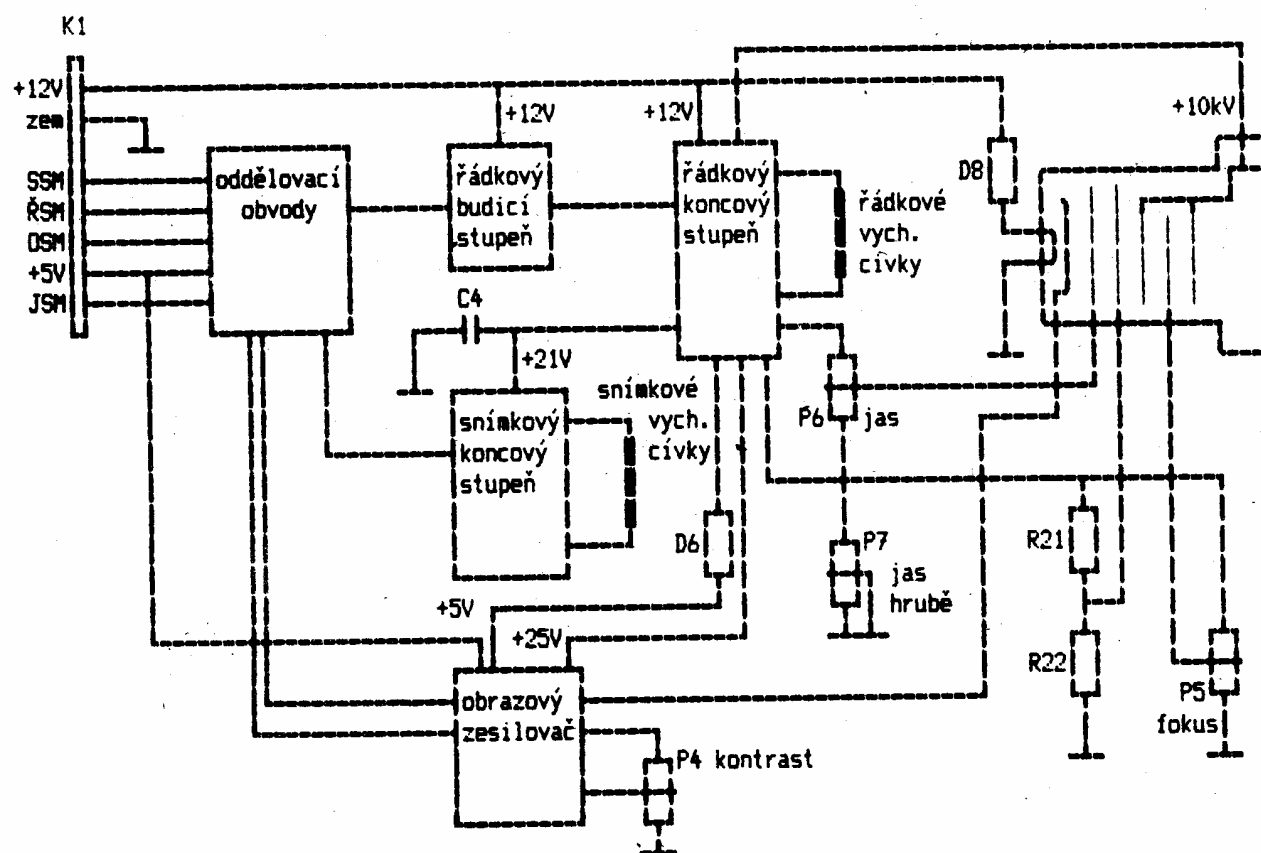 K1
+12V
zem
SSM
ŘSM
OSM
+5V
JSM
oddělovací
obvody
+12V
řádkový
budicí
stupeň
+12V
řádkový
koncový
stupeň
řádkové
vych.
cívky
D8
+10kV
C4
+21V
snímkový
koncový
stupeň
snímkové
vych.
cívky
P6 jas
D6
P7
jas
hrubě
R21
R22
P5
fokus
+5V
+25V
obrazový
zesilovač
P4 kontrast